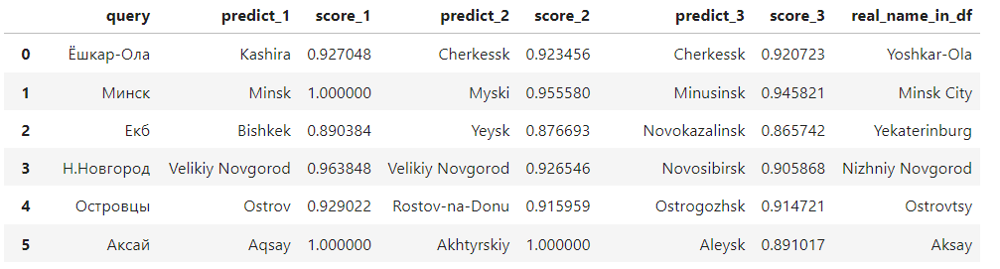 query predict_1 score_1 predict_2 score_2 predict_3 score_3 real_name_in_df
0 Ёшкар-Ола Kashira 0.927048 Cherkessk 0.923456 Cherkessk 0.920723 Yoshkar-Ola
1 Минск Minsk 1.000000 Myski 0.955580 Minusinsk 0.945821 Minsk City
2 Екб Bishkek 0.890384 Yeysk 0.876693 Novokazalinsk 0.865742 Yekaterinburg
3 Н.Новгород Velikiy Novgorod 0.963848 Velikiy Novgorod 0.926546 Novosibirsk 0.905868 Nizhniy Novgorod
4 Островцы Ostrov 0.929022 Rostov-na-Donu 0.915959 Ostrogozhsk 0.914721 Ostrovtsy
5 Аксай Aqsay 1.000000 Akhtyrskiy 1.000000 Aleysk 0.891017 Aksay